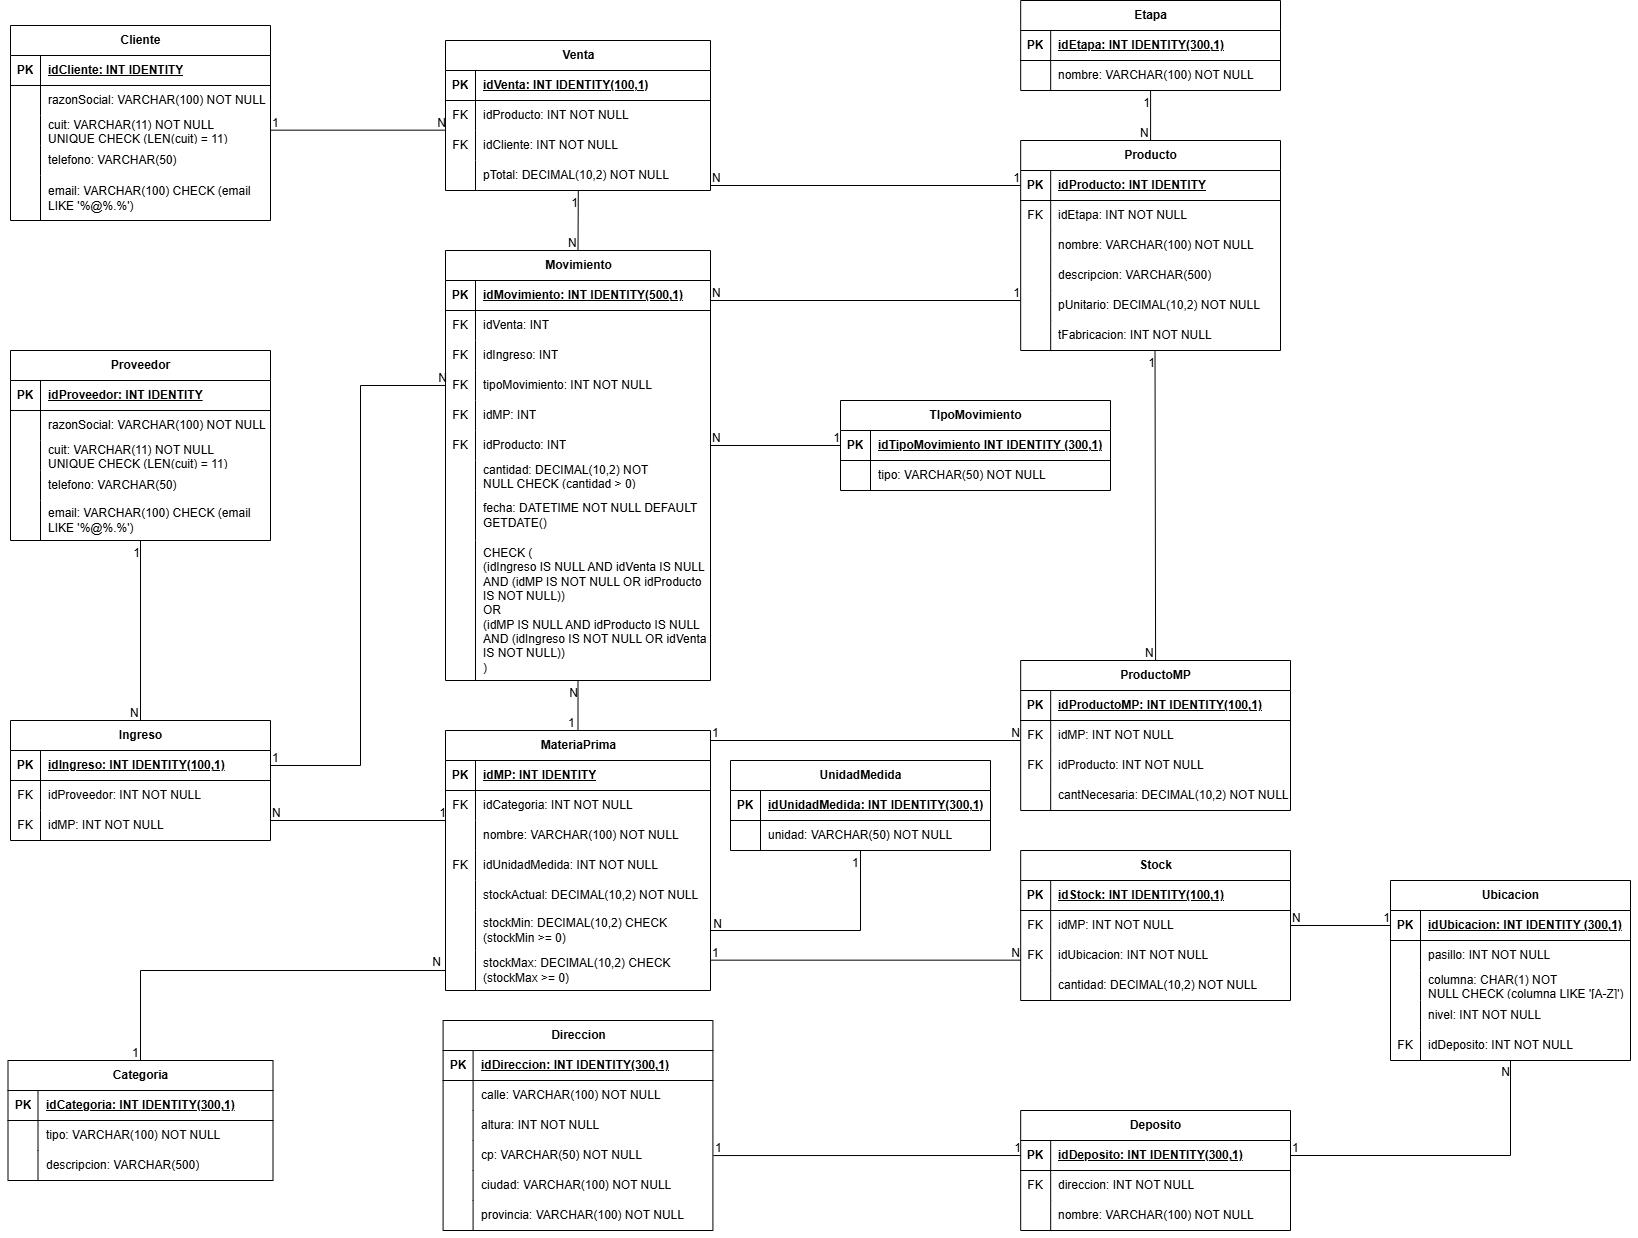 Cliente
PK idCliente: INT IDENTITY
razonSocial: VARCHAR(100) NOT NULL
cuit: VARCHAR(11) NOT NULL
UNIQUE CHECK (LEN(cuit) = 11)
telefono: VARCHAR(50)
email: VARCHAR(100) CHECK (email
LIKE '%@%.%')
1
N
Venta
PK idVenta: INT IDENTITY(100,1)
FK idProducto: INT NOT NULL
FK idCliente: INT NOT NULL
pTotal: DECIMAL(10,2) NOT NULL
N
1
1
N
Etapa
PK idEtapa: INT IDENTITY(300,1)
nombre: VARCHAR(100) NOT NULL
1
N
Producto
PK idProducto: INT IDENTITY
FK idEtapa: INT NOT NULL
nombre: VARCHAR(100) NOT NULL
descripcion: VARCHAR(500)
pUnitario: DECIMAL(10,2) NOT NULL
tFabricacion: INT NOT NULL
1
N
Movimiento
PK idMovimiento: INT IDENTITY(500,1)
FK idVenta: INT
FK idIngreso: INT
FK tipoMovimiento: INT NOT NULL
FK idMP: INT
FK idProducto: INT
cantidad: DECIMAL(10,2) NOT
NULL CHECK (cantidad > 0)
fecha: DATETIME NOT NULL DEFAULT
GETDATE()
CHECK (
(idIngreso IS NULL AND idVenta IS NULL
AND (idMP IS NOT NULL OR idProducto
IS NOT NULL))
OR
(idMP IS NULL AND idProducto IS NULL
AND (idIngreso IS NOT NULL OR idVenta
IS NOT NULL))
)
N
1
N
1
N
1
TIpoMovimiento
PK idTipoMovimiento INT IDENTITY (300,1)
tipo: VARCHAR(50) NOT NULL
Proveedor
PK idProveedor: INT IDENTITY
razonSocial: VARCHAR(100) NOT NULL
cuit: VARCHAR(11) NOT NULL
UNIQUE CHECK (LEN(cuit) = 11)
telefono: VARCHAR(50)
email: VARCHAR(100) CHECK (email
LIKE '%@%.%')
1
N
Ingreso
PK idIngreso: INT IDENTITY(100,1)
FK idProveedor: INT NOT NULL
FK idMP: INT NOT NULL
1
N
N
1
MateriaPrima
PK idMP: INT IDENTITY
FK idCategoria: INT NOT NULL
nombre: VARCHAR(100) NOT NULL
FK idUnidadMedida: INT NOT NULL
stockActual: DECIMAL(10,2) NOT NULL
stockMin: DECIMAL(10,2) CHECK
(stockMin >= 0)
stockMax: DECIMAL(10,2) CHECK
(stockMax >= 0)
1
N
ProductoMP
PK idProductoMP: INT IDENTITY(100,1)
FK idMP: INT NOT NULL
FK idProducto: INT NOT NULL
cantNecesaria: DECIMAL(10,2) NOT NULL
UnidadMedida
PK idUnidadMedida: INT IDENTITY(300,1)
unidad: VARCHAR(50) NOT NULL
1
N
1
N
Stock
PK idStock: INT IDENTITY(100,1)
FK idMP: INT NOT NULL
FK idUbicacion: INT NOT NULL
cantidad: DECIMAL(10,2) NOT NULL
N
1
Ubicacion
PK idUbicacion: INT IDENTITY (300,1)
pasillo: INT NOT NULL
columna: CHAR(1) NOT
NULL CHECK (columna LIKE '[A-Z]')
nivel: INT NOT NULL
FK idDeposito: INT NOT NULL
N
N
1
Categoria
PK idCategoria: INT IDENTITY(300,1)
tipo: VARCHAR(100) NOT NULL
descripcion: VARCHAR(500)
Direccion
PK idDireccion: INT IDENTITY(300,1)
calle: VARCHAR(100) NOT NULL
altura: INT NOT NULL
cp: VARCHAR(50) NOT NULL
ciudad: VARCHAR(100) NOT NULL
provincia: VARCHAR(100) NOT NULL
1
1
Deposito
PK idDeposito: INT IDENTITY(300,1)
FK direccion: INT NOT NULL
nombre: VARCHAR(100) NOT NULL
1